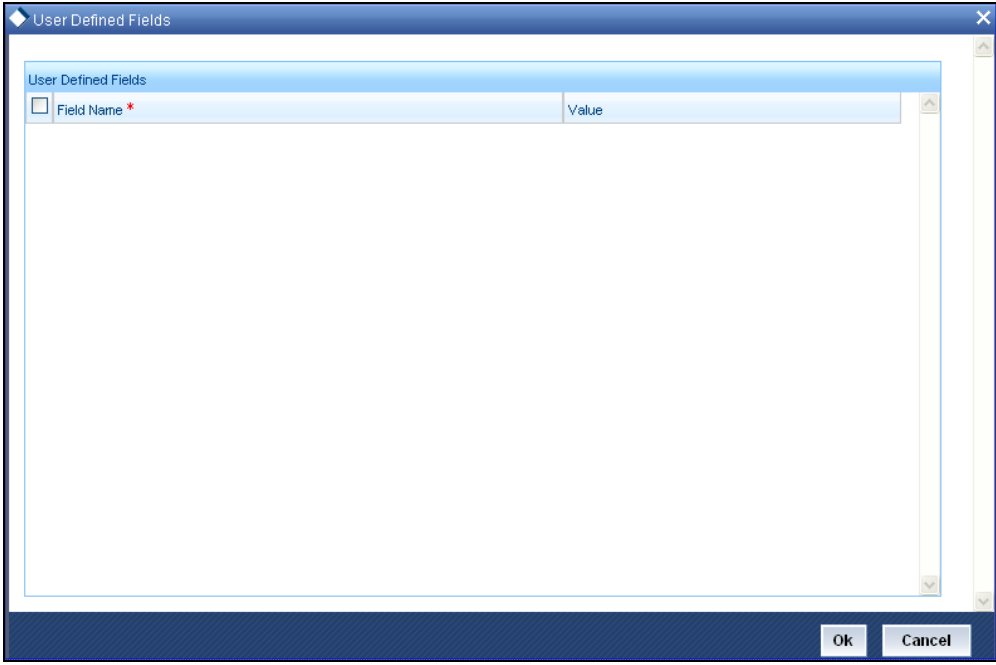 User Defined Fields
User Defined Fields
Field Name * Value
Ok Cancel